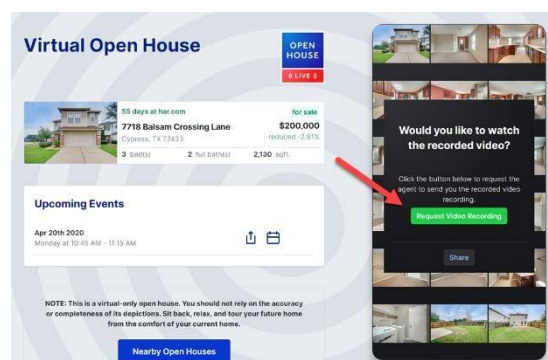 Virtual Open House
OPEN
HOUSE
LIVE
55 days at har.com
for sale
7718 Balsam Crossing Lane
$200,000
Cypress, TX 77433
reduced -2.91%
3 bed(s)
2 full bath(s)
2,130 sqft.
Upcoming Events
Apr 20th 2020
Monday at 10:45 AM - 11:15 AM
NOTE: This is a virtual-only open house. You should not rely on the accuracy
or completeness of its depictions. Sit back, relax, and tour your future home
from the comfort of your current home.
Nearby Open Houses
Would you like to watch
the recorded video?
Click the button below to request the
agent to send you the recorded video
recording.
Request Video Recording
Share